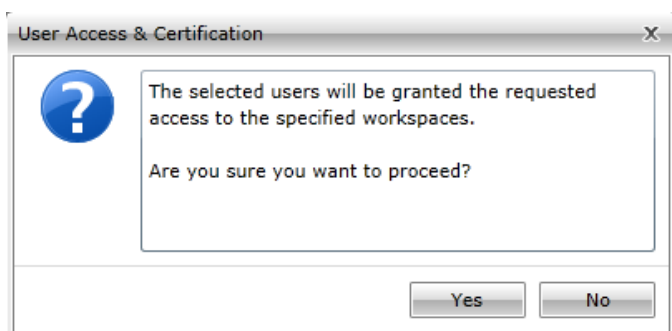 User Access & Certification
x
The selected users will be granted the requested
access to the specified workspaces.
Are you sure you want to proceed?
Yes
No